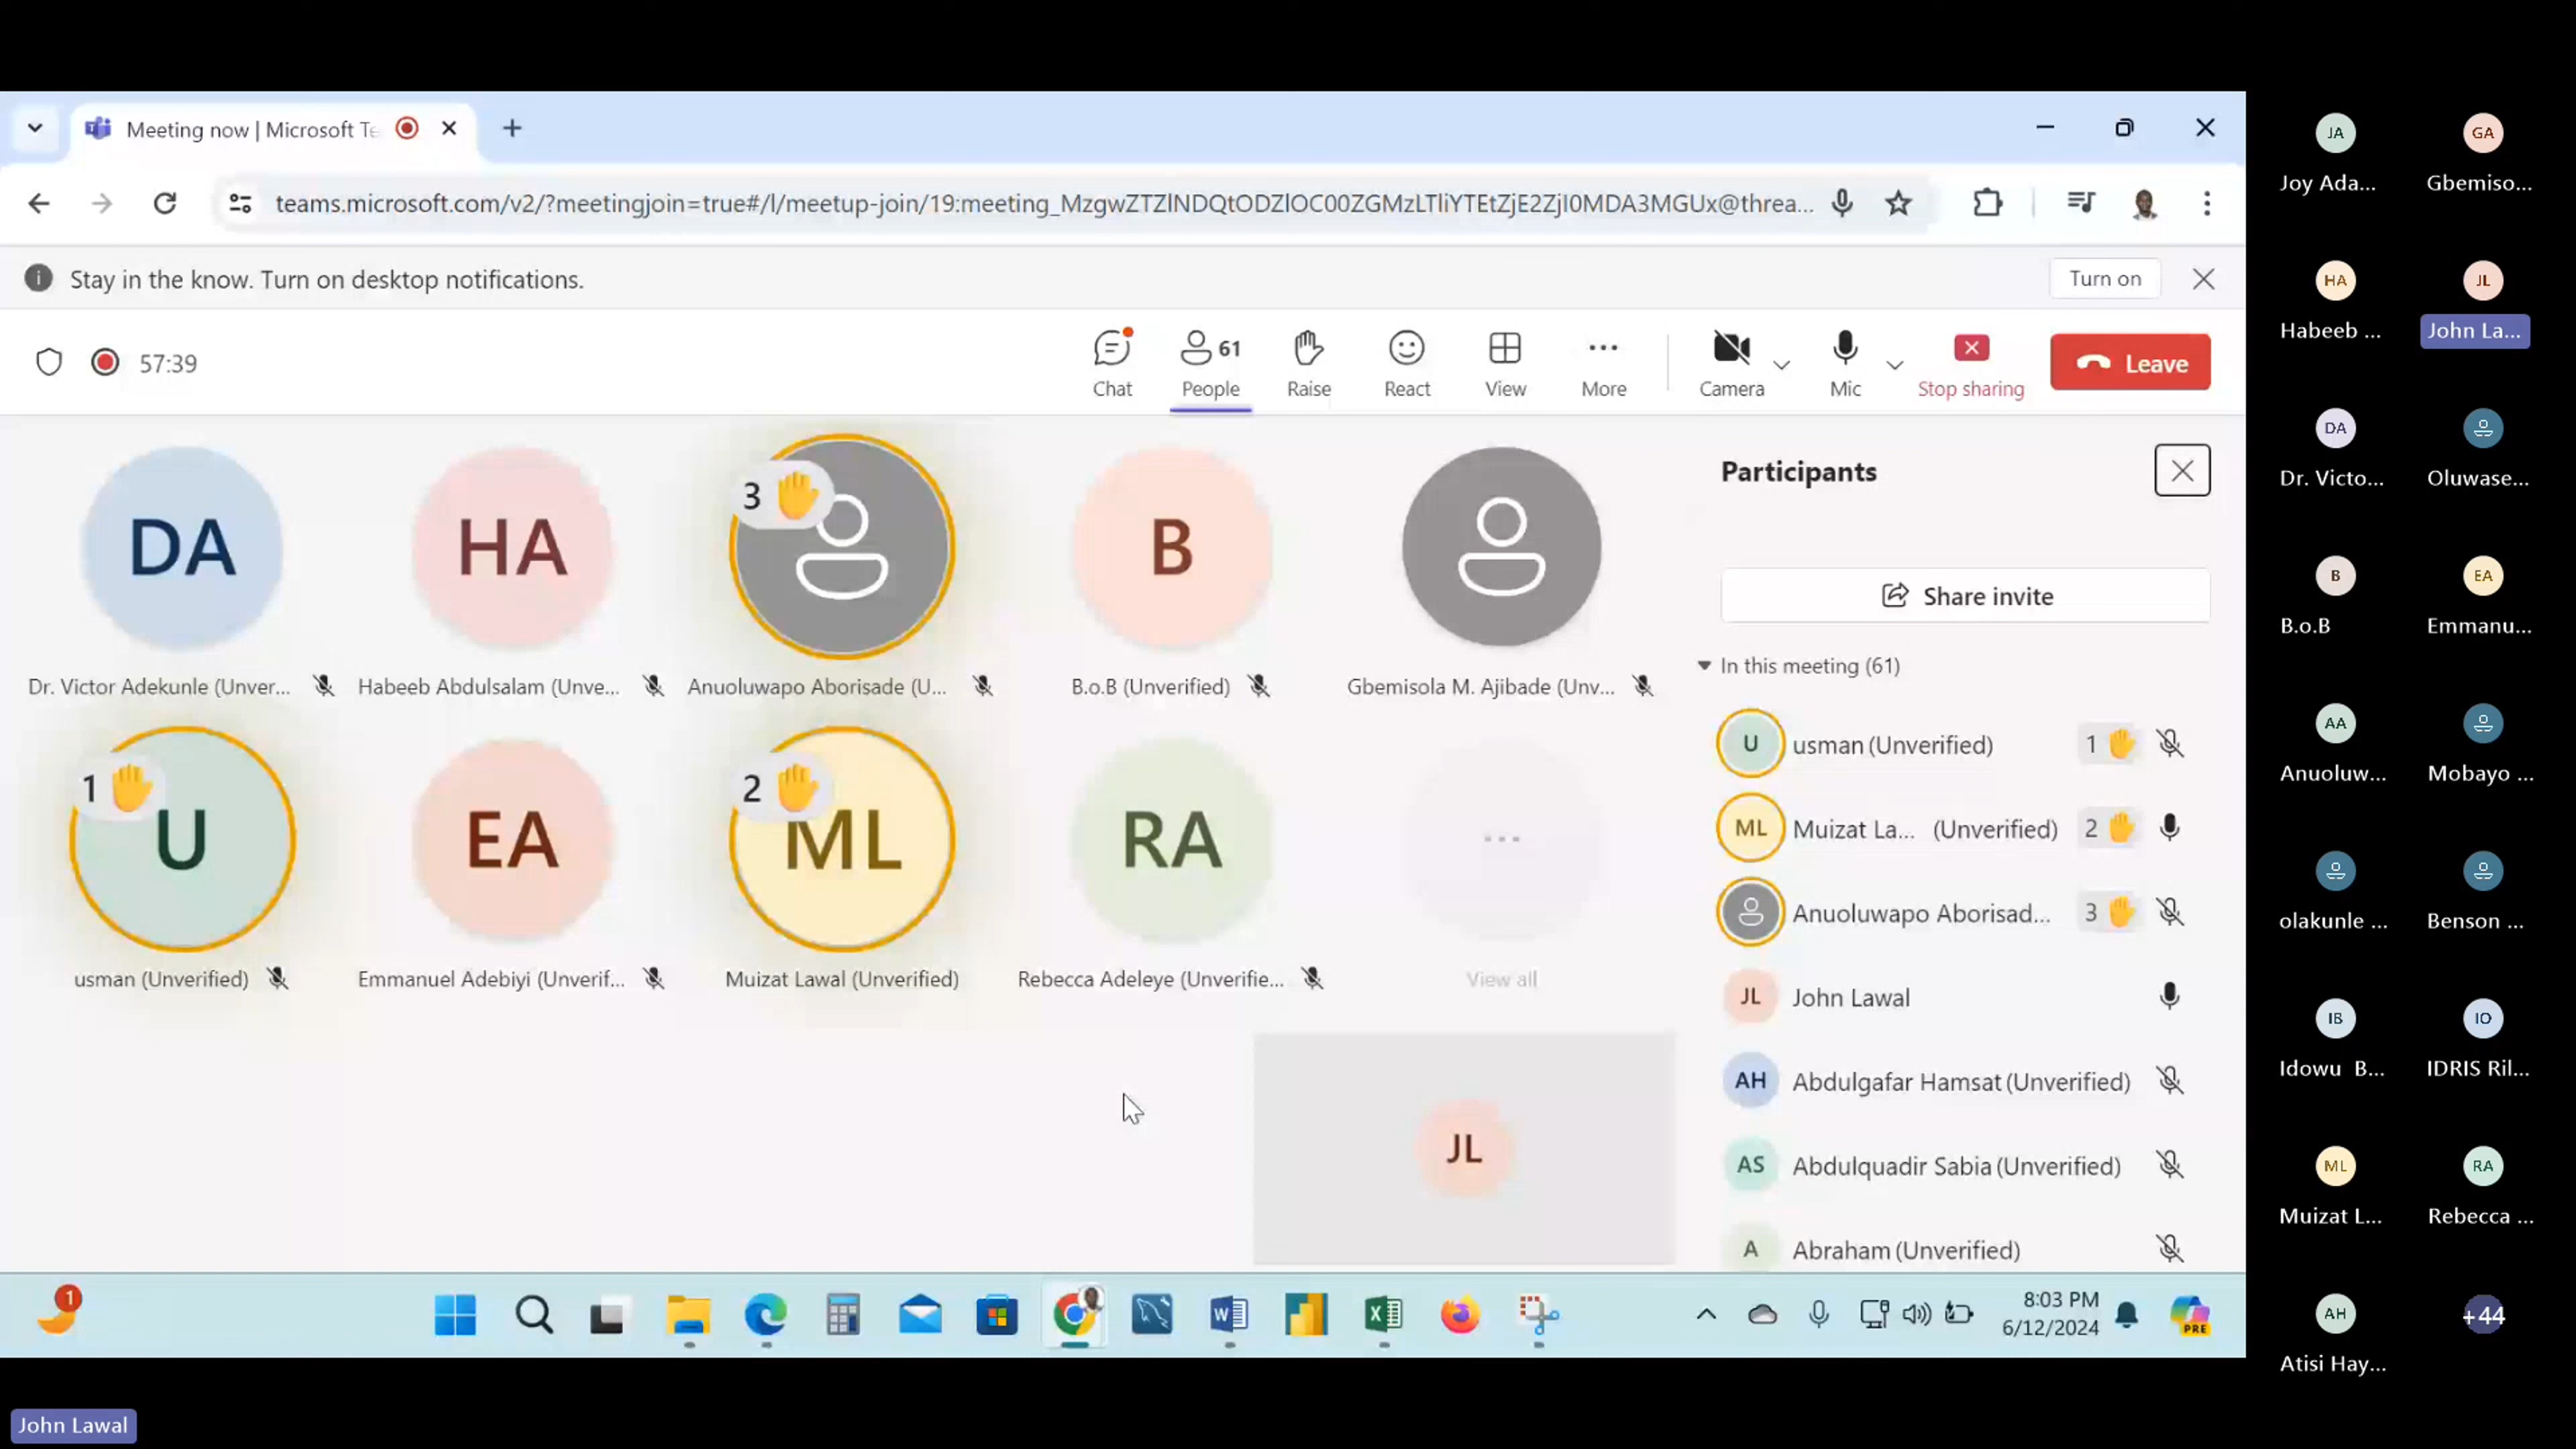 Meeting now | Microsoft Te
teams.microsoft.com/v2/?meetingjoin=true#/l/meetup-join/19:meeting_MzgwZTZlNDQtODZlOC00ZGMzLTliYTEtZjE2ZjI0MDA3MGUx@threa...
Stay in the know. Turn on desktop notifications.
Turn on
57:39
Chat
61
People
Raise
React
View
More
Camera
Mic
Stop sharing
Leave
DA
HA
3
B
Dr. Victor Adekunle (Unver...
Habeeb Abdulsalam (Unve...
Anuoluwapo Aborisade (U...
B.o.B (Unverified)
Gbemisola M. Ajibade (Unv...
1
U
EA
2
ML
RA
...
usman (Unverified)
Emmanuel Adebiyi (Unverif...
Muizat Lawal (Unverified)
Rebecca Adeleye (Unverifie...
View all
JL
Participants
Share invite
In this meeting (61)
U usman (Unverified) 1
ML Muizat La... (Unverified) 2
Anuoluwapo Aborisad... 3
JL John Lawal
AH Abdulgafar Hamsat (Unverified)
AS Abdulquadir Sabia (Unverified)
A Abraham (Unverified)
1
PRE
8:03 PM
6/12/2024
JA GA
Joy Ada... Gbemiso...
HA JL
Habeeb ... John La...
DA
Dr. Victo... Oluwase...
B EA
B.o.B Emmanu...
AA
Anuoluw... Mobayo ...
olakunle ... Benson ...
IB IO
Idowu B... IDRIS Ril...
ML RA
Muizat L... Rebecca ...
AH +44
Atisi Hay...
John Lawal